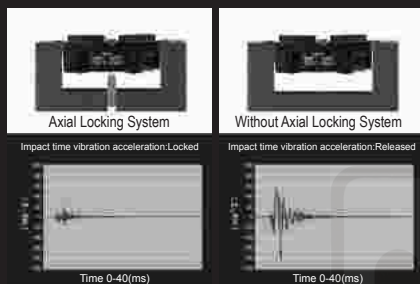 Axial Locking System
Without Axial Locking System
Impact time vibration acceleration:Locked
Impact time vibration acceleration:Released
Time 0-40(ms)
Time 0-40(ms)